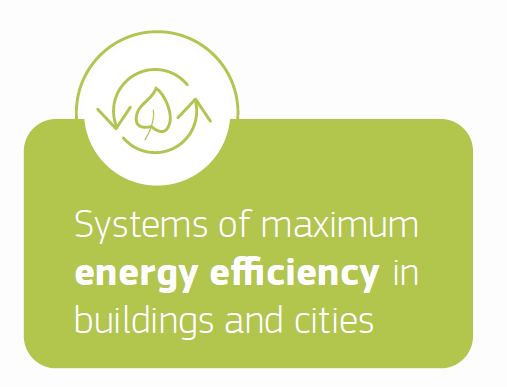 Systems of maximum
energy efficiency in
buildings and cities